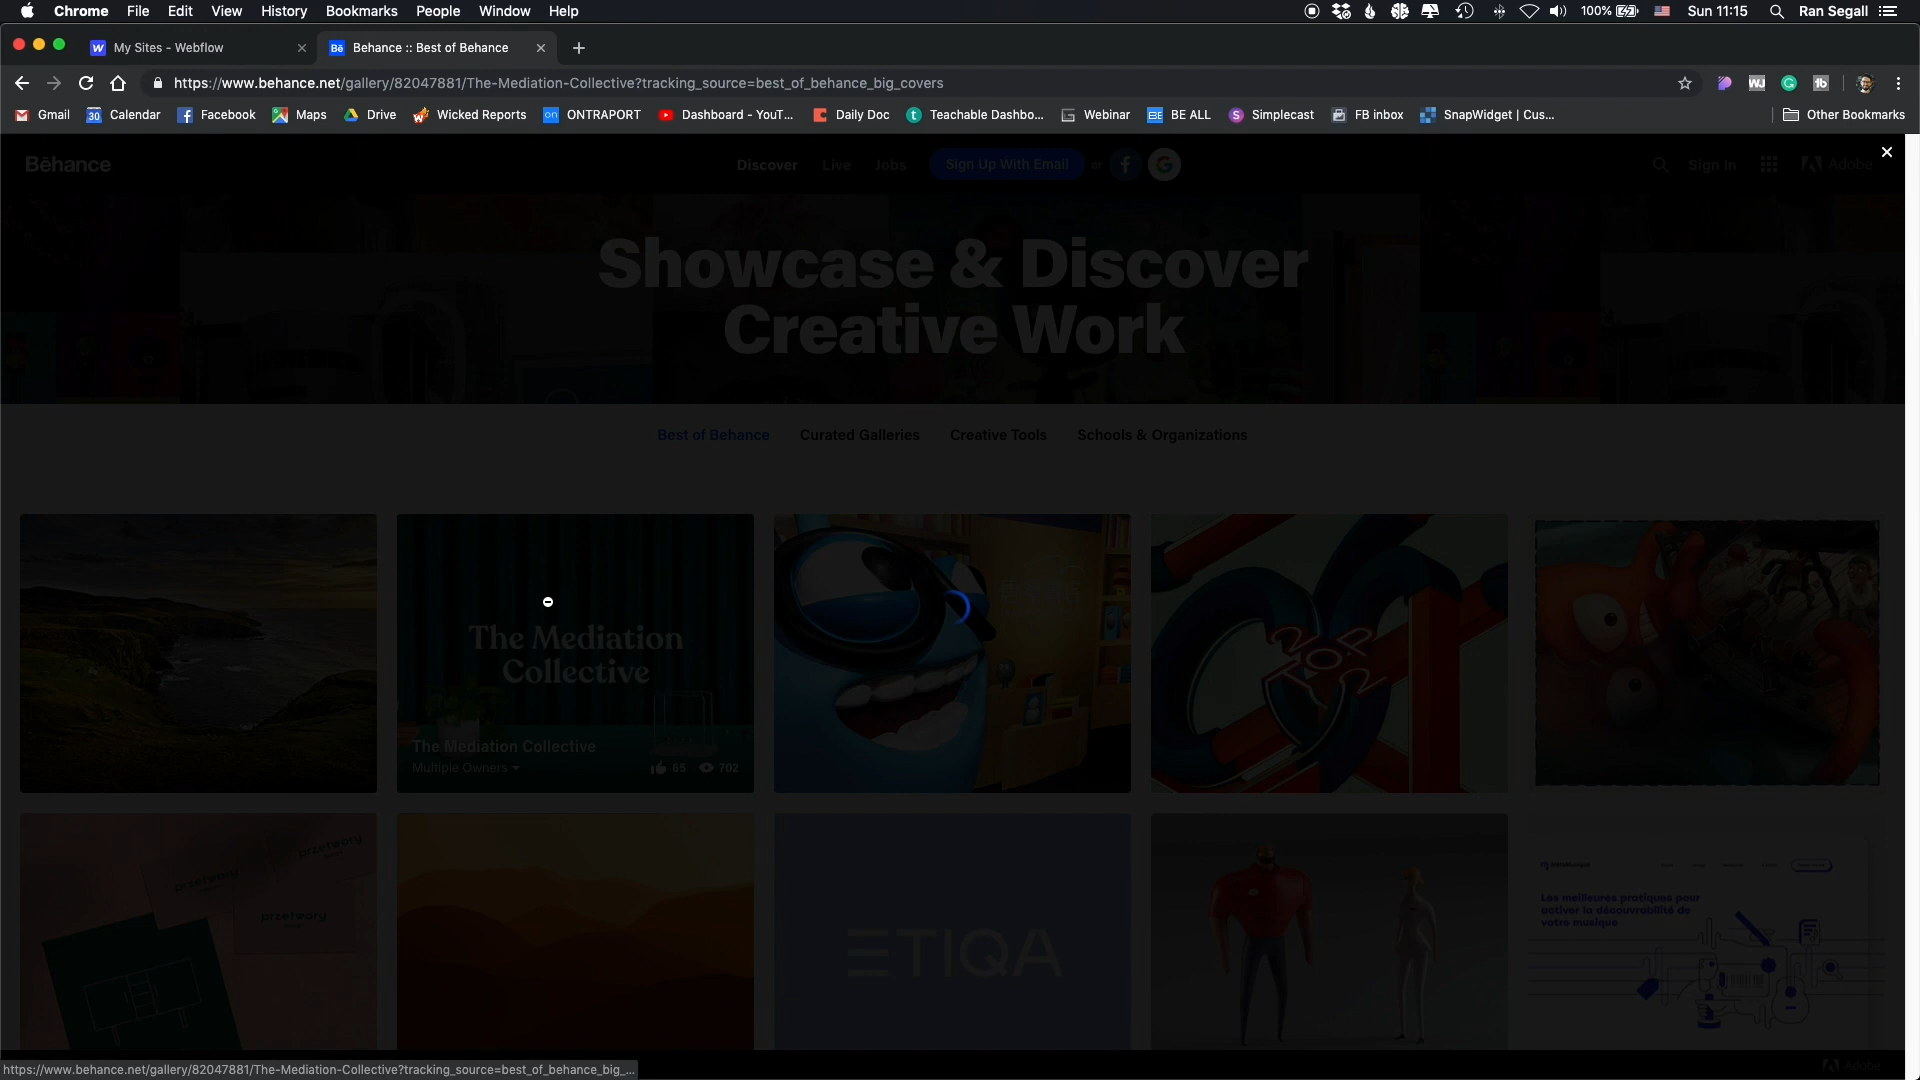 Chrome File Edit View History Bookmarks People Window Help
100% Sun 11:15 Ran Segall
My Sites - Webflow
Bē Behance :: Best of Behance
https://www.behance.net/gallery/82047881/The-Mediation-Collective?tracking_source=best_of_behance_big_covers
Gmail 30 Calendar Facebook Maps Drive Wicked Reports on ONTRAPORT Dashboard - YouT... Daily Doc Teachable Dashbo... Webinar BE BE ALL Simplecast FB inbox SnapWidget | Cus... Other Bookmarks
Bēhance Discover Live Jobs Sign Up With Email or Sign In Adobe
Showcase & Discover
Creative Work
Best of Behance Curated Galleries Creative Tools Schools & Organizations
The Mediation
Collective
The Mediation Collective
Multiple Owners 65 702
przetwory
przetwory
przetwory
ETIQA
Les meilleures pratiques pour
activer la découvrabilité de
votre musique
https://www.behance.net/gallery/82047881/The-Mediation-Collective?tracking_source=best_of_behance_big_...
Adobe